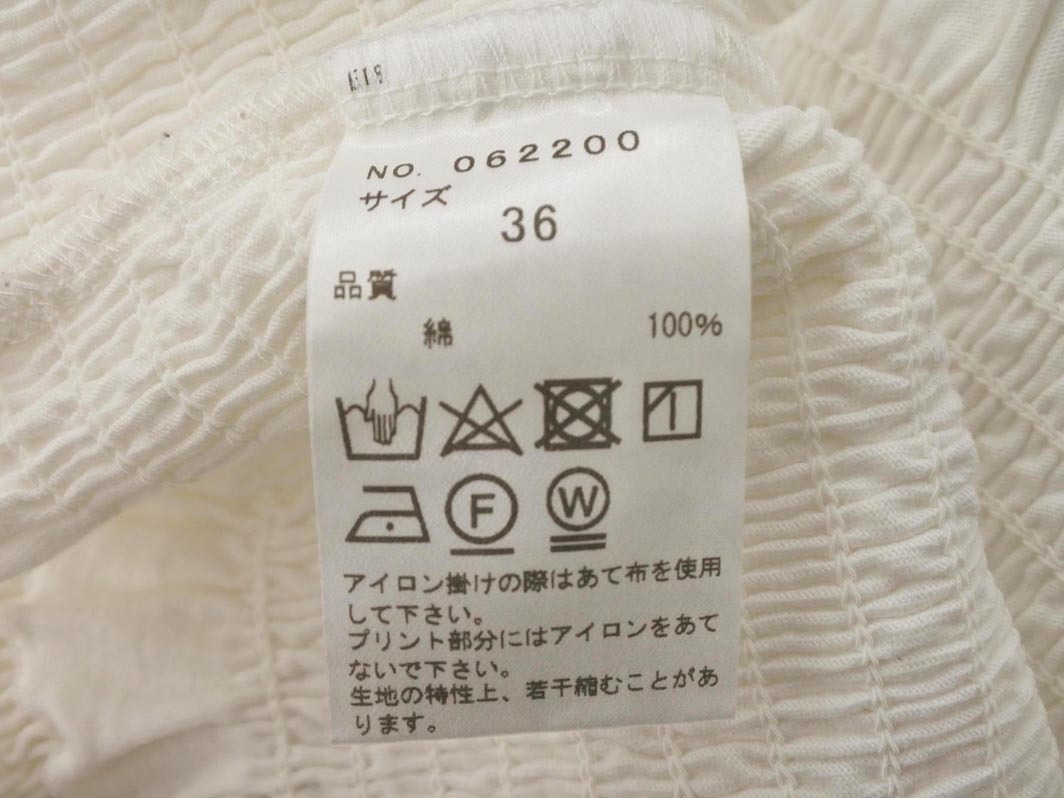 NO. 062200
サイズ
36
品質
綿 100%
F W
アイロン掛けの際はあて布を使用
して下さい。
プリント部分にはアイロンをあて
ないで下さい。
生地の特性上、若干縮むことがあ
ります。